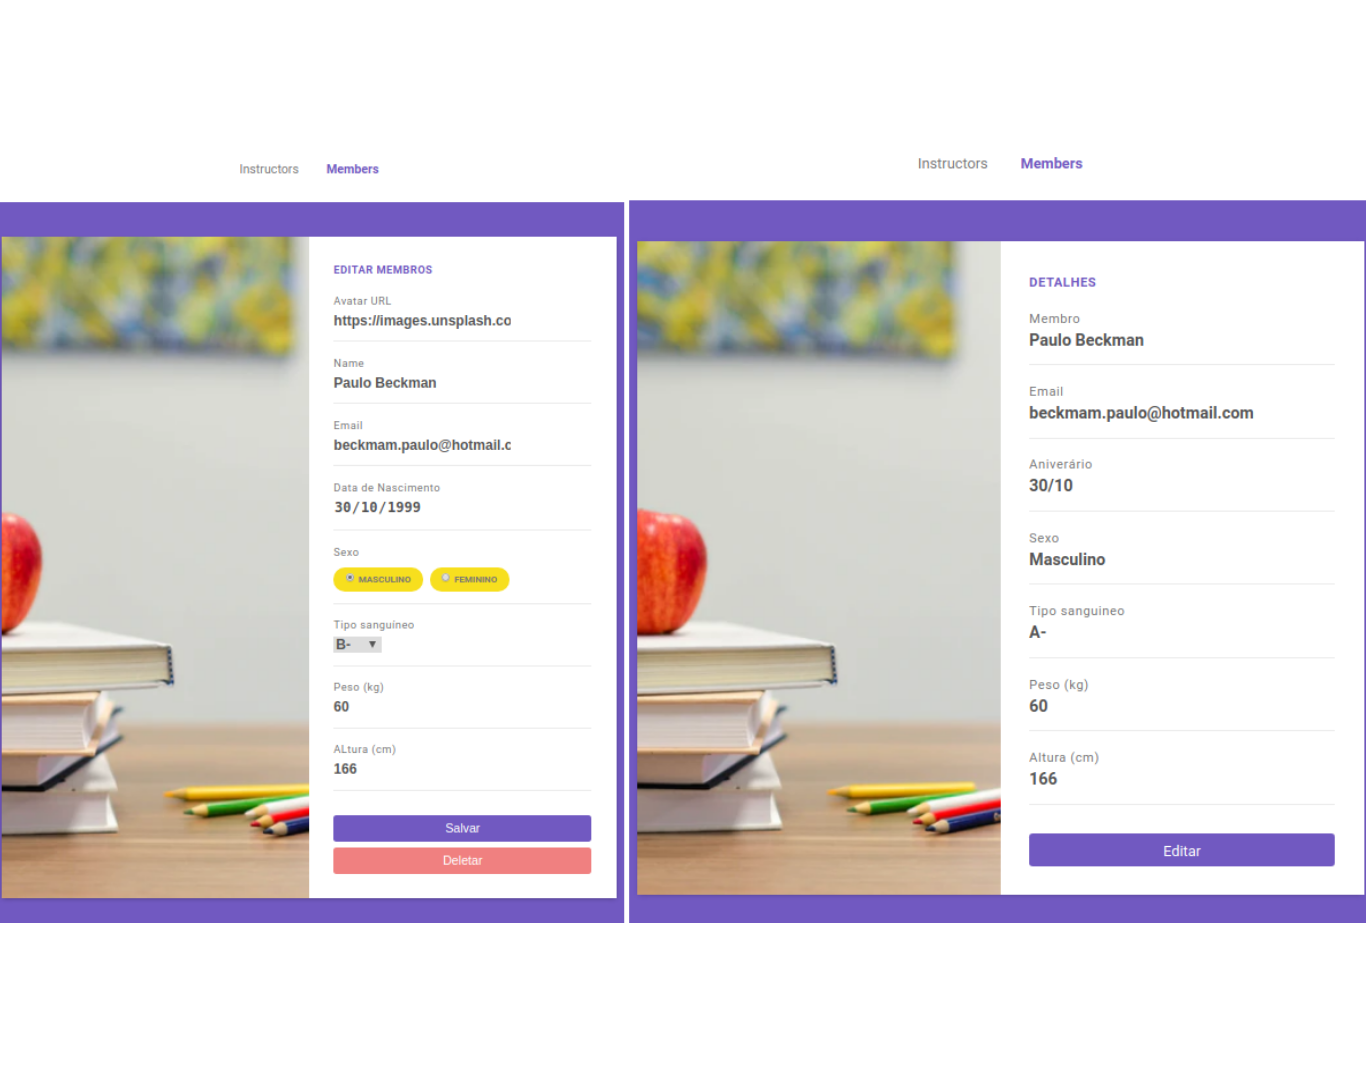 Instructors Members
EDITAR MEMBROS
Avatar URL
https://images.unsplash.co
Name
Paulo Beckman
Email
beckmam.paulo@hotmail.c
Data de Nascimento
30/10/1999
Sexo
MASCULINO FEMININO
Tipo sanguíneo
B-
Peso (kg)
60
ALtura (cm)
166
Salvar
Deletar
Instructors Members
DETALHES
Membro
Paulo Beckman
Email
beckmam.paulo@hotmail.com
Aniverário
30/10
Sexo
Masculino
Tipo sanguineo
A-
Peso (kg)
60
Altura (cm)
166
Editar